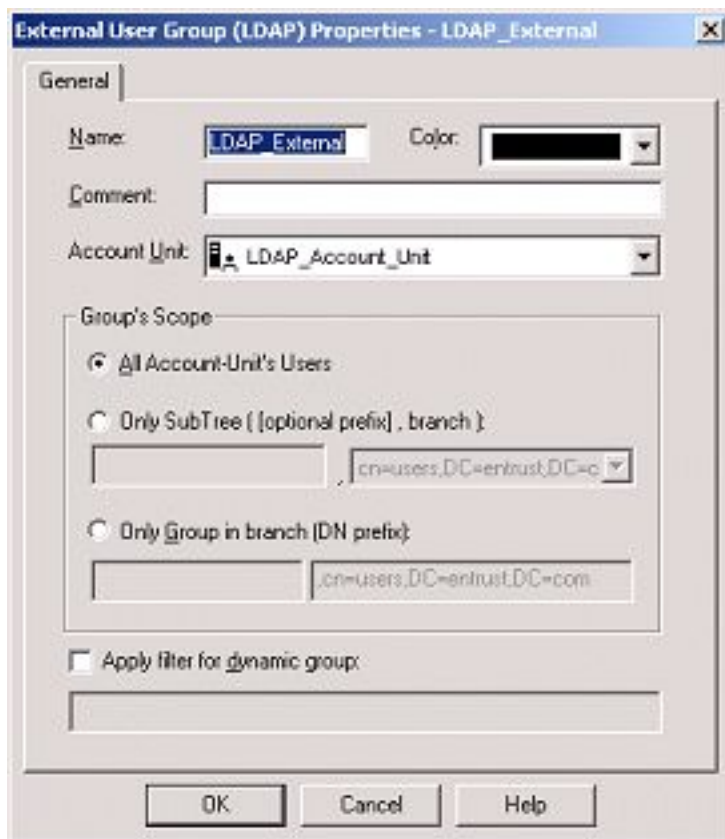 External User Group (LDAP) Properties - LDAP_External
General
Name: LDAP_External Color:
Comment:
Account Unit: LDAP_Account_Unit
Group's Scope
All Account-Unit's Users
Only SubTree ( [optional prefix] , branch ):
, cn=users,DC=entrust,DC=c
Only Group in branch (DN prefix):
,cn=users,DC=entrust,DC=com
Apply filter for dynamic group:
OK Cancel Help